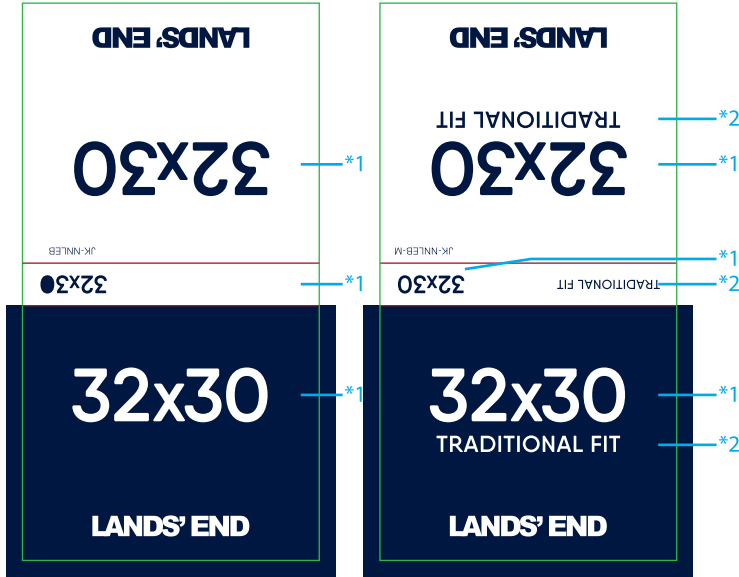 LANDS' END
32x30
*1
JK-NNLEB
32x30
*1
32x30
*1
LANDS' END
LANDS' END
TRADITIONAL FIT
*2
32x30
*1
JK-NNLEB-M
*1
32x30
TRADITIONAL FIT
*2
32x30
*1
TRADITIONAL FIT
*2
LANDS' END